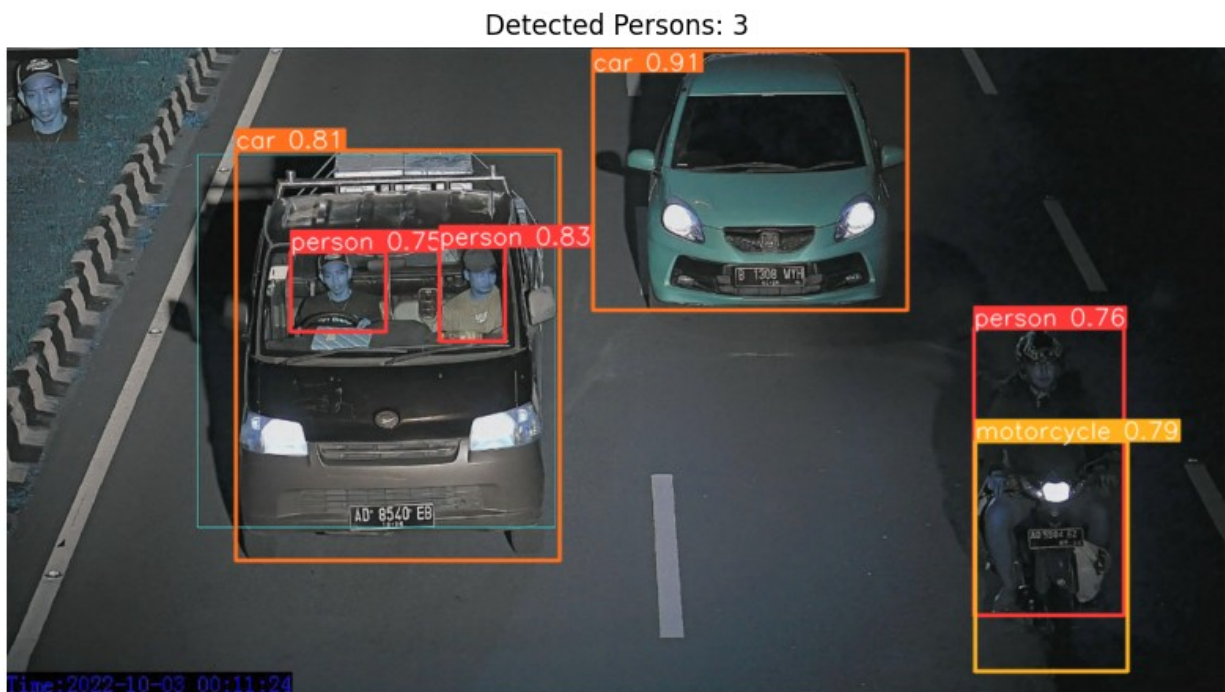 Detected Persons: 3
car 0.91
car 0.81
person 0.75
person 0.83
B 1308 WYH
person 0.76
motorcycle 0.79
AD 8540 EB
Time:2022-10-03 00:11:24